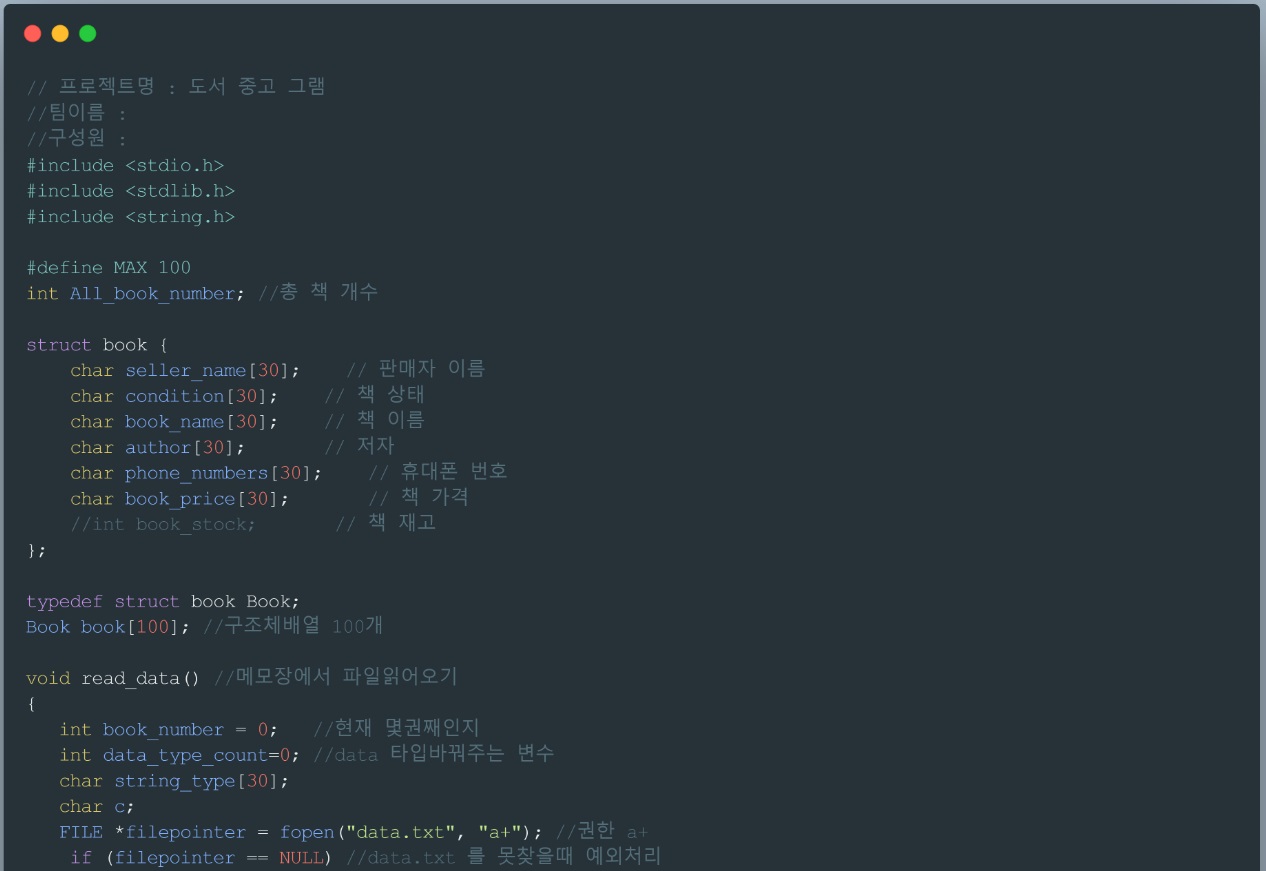 // 프로젝트명 : 도서 중고 그램
//팀이름 :
//구성원 :
#include <stdio.h>
#include <stdlib.h>
#include <string.h>
#define MAX 100
int All_book_number; //총 책 개수
struct book {
char seller_name[30]; // 판매자 이름
char condition[30]; // 책 상태
char book_name[30]; // 책 이름
char author[30]; // 저자
char phone_numbers[30]; // 휴대폰 번호
char book_price[30]; // 책 가격
//int book_stock; // 책 재고
};
typedef struct book Book;
Book book[100]; //구조체배열 100개
void read_data() //메모장에서 파일읽어오기
{
int book_number = 0; //현재 몇권째인지
int data_type_count=0; //data 타입바꿔주는 변수
char string_type[30];
char c;
FILE *filepointer = fopen("data.txt", "a+"); //권한 a+
if (filepointer == NULL) //data.txt 를 못찾을때 예외처리